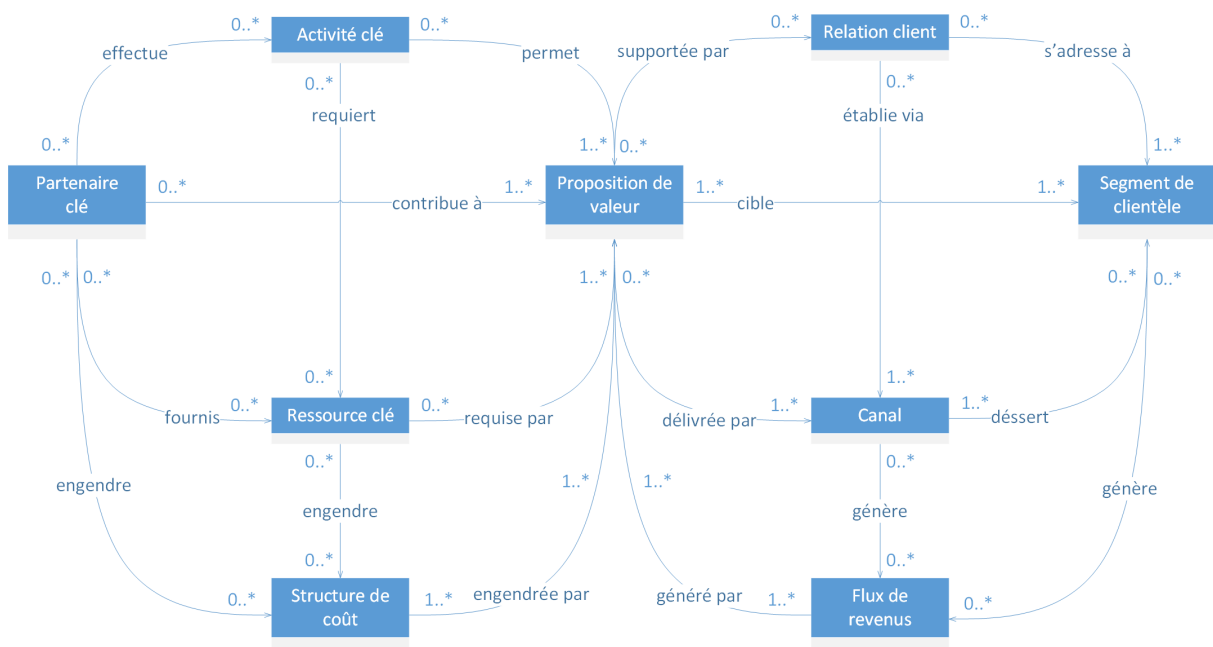 0..* Activité clé 0..*
0..* Relation client 0..*
effectue
permet
supportée par
s'adresse à
0..*
0..*
requiert
établie via
0..*
1..* 0..*
1..*
Partenaire
clé
0..*
contribue à
1..*
Proposition de
valeur
1..*
cible
1..*
Segment de
clientèle
0..* 0..*
1..* 0..*
0..* 0..*
0..*
1..*
fournis
0..* Ressource clé 0..*
requise par
délivrée par
1..* Canal 1..*
déssert
0..*
0..*
engendre
1..*
1..*
génère
engendre
génère
0..*
0..*
0..*
Structure de
coût
1..*
engendrée par
généré par
1..*
Flux de
revenus
0..*